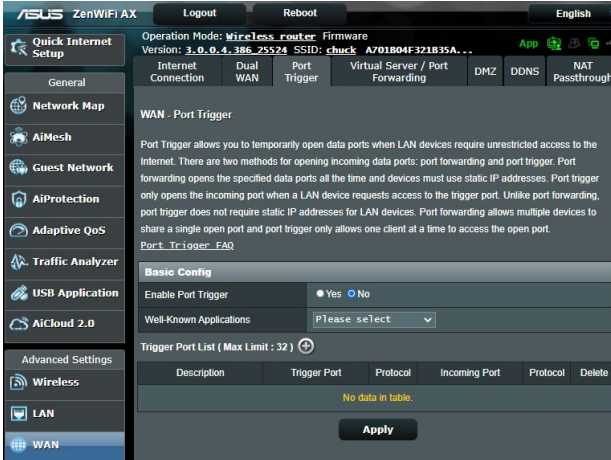 ASUS ZenWiFi AX Logout Reboot English
Operation Mode: Wireless router Firmware
Version: 3.0.0.4.386_25524 SSID: chuck A701B04F321B35A... App
Quick Internet Setup
General
Network Map
AiMesh
Guest Network
AiProtection
Adaptive QoS
Traffic Analyzer
USB Application
AiCloud 2.0
Advanced Settings
Wireless
LAN
WAN
Internet Connection Dual WAN Port Trigger Virtual Server / Port Forwarding DMZ DDNS NAT Passthrough
WAN - Port Trigger
Port Trigger allows you to temporarily open data ports when LAN devices require unrestricted access to the
Internet. There are two methods for opening incoming data ports: port forwarding and port trigger. Port
forwarding opens the specified data ports all the time and devices must use static IP addresses. Port trigger
only opens the incoming port when a LAN device requests access to the trigger port. Unlike port forwarding,
port trigger does not require static IP addresses for LAN devices. Port forwarding allows multiple devices to
share a single open port and port trigger only allows one client at a time to access the open port.
Port Trigger FAQ
Basic Config
Enable Port Trigger Yes No
Well-Known Applications Please select
Trigger Port List ( Max Limit : 32 )
Description Trigger Port Protocol Incoming Port Protocol Delete
No data in table.
Apply